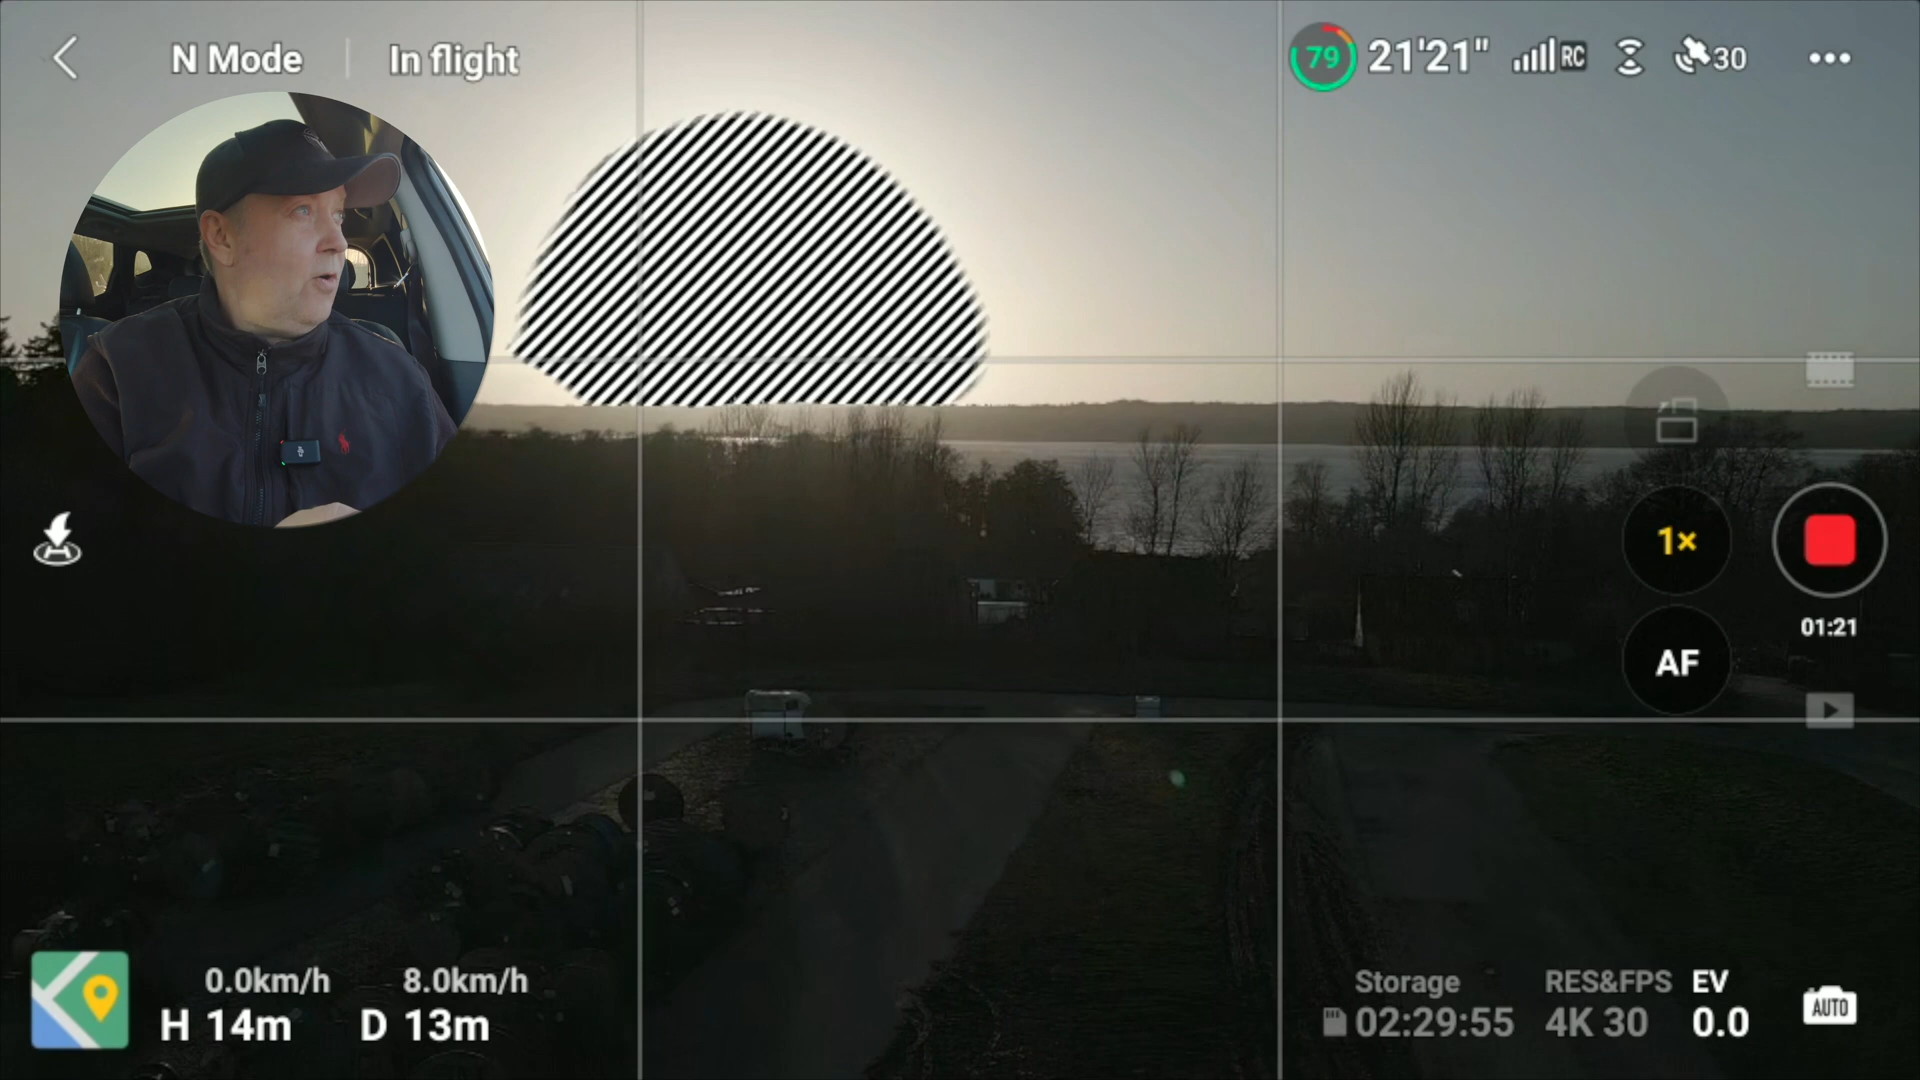 N Mode
In flight
79
21'21"
RC
30
1×
01:21
AF
0.0km/h
8.0km/h
H 14m
D 13m
Storage
RES&FPS
EV
02:29:55
4K 30
0.0
AUTO